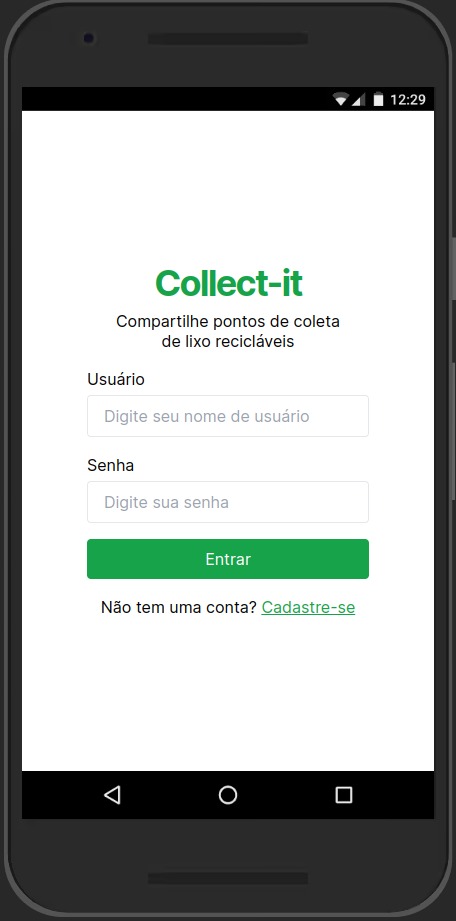 12:29
Collect-it
Compartilhe pontos de coleta
de lixo recicláveis
Usuário
Digite seu nome de usuário
Senha
Digite sua senha
Entrar
Não tem uma conta? Cadastre-se